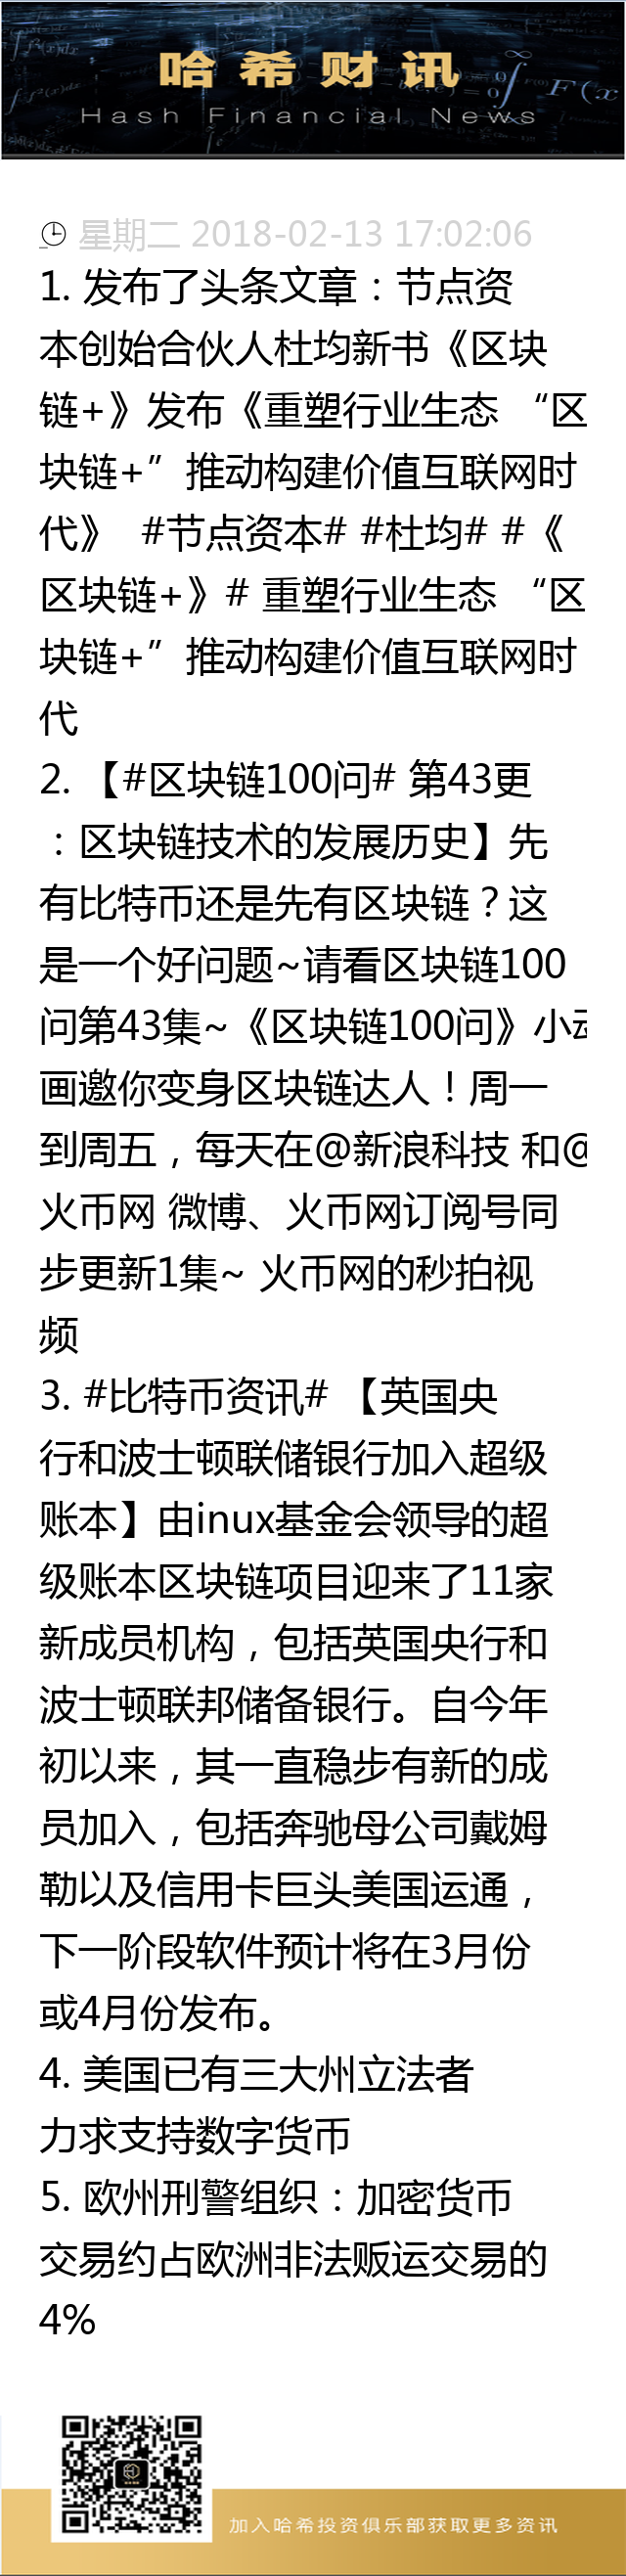 哈希财讯
Hash Financial News
星期二 2018-02-13 17:02:06
1. 发布了头条文章：节点资
本创始合伙人杜均新书《区块
链+》发布《重塑行业生态 “区
块链+”推动构建价值互联网时
代》 #节点资本# #杜均# #《
区块链+》# 重塑行业生态 “区
块链+”推动构建价值互联网时
代
2. 【#区块链100问# 第43更
：区块链技术的发展历史】先
有比特币还是先有区块链？这
是一个好问题~请看区块链100
问第43集~《区块链100问》小动
画邀你变身区块链达人！周一
到周五，每天在@新浪科技 和@
火币网 微博、火币网订阅号同
步更新1集~ 火币网的秒拍视
频
3. #比特币资讯# 【英国央
行和波士顿联储银行加入超级
账本】由inux基金会领导的超
级账本区块链项目迎来了11家
新成员机构，包括英国央行和
波士顿联邦储备银行。自今年
初以来，其一直稳步有新的成
员加入，包括奔驰母公司戴姆
勒以及信用卡巨头美国运通，
下一阶段软件预计将在3月份
或4月份发布。
4. 美国已有三大州立法者
力求支持数字货币
5. 欧州刑警组织：加密货币
交易约占欧洲非法贩运交易的
4%
加入哈希投资俱乐部获取更多资讯